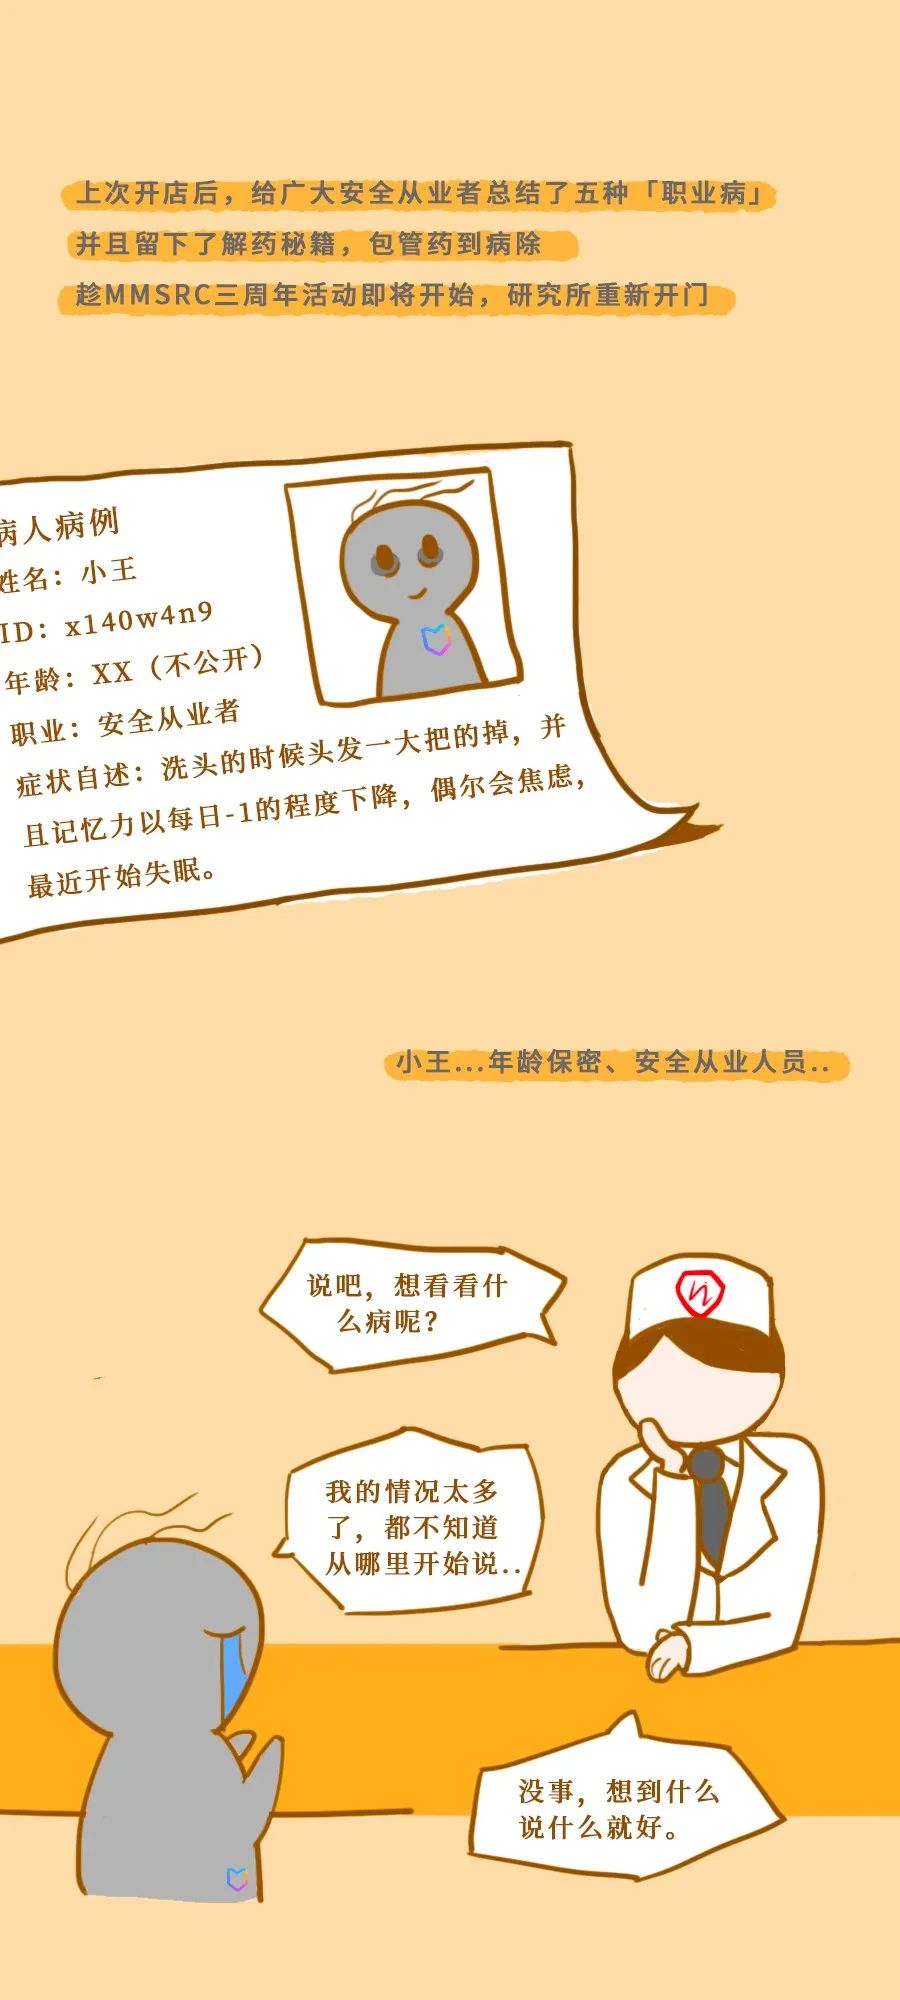 上次开店后，给广大安全从业者总结了五种「职业病」
并且留下了解药秘籍，包管药到病除
趁MMSRC三周年活动即将开始，研究所重新开门
病人病例
姓名：小王
ID：x140w4n9
年龄：XX（不公开）
职业：安全从业者
症状自述：洗头的时候头发一大把的掉，并
且记忆力以每日-1的程度下降，偶尔会焦虑，
最近开始失眠。
小王...年龄保密、安全从业人员..
说吧，想看看什
么病呢？
我的情况太多
了，都不知道
从哪里开始说..
没事，想到什么
说什么就好。